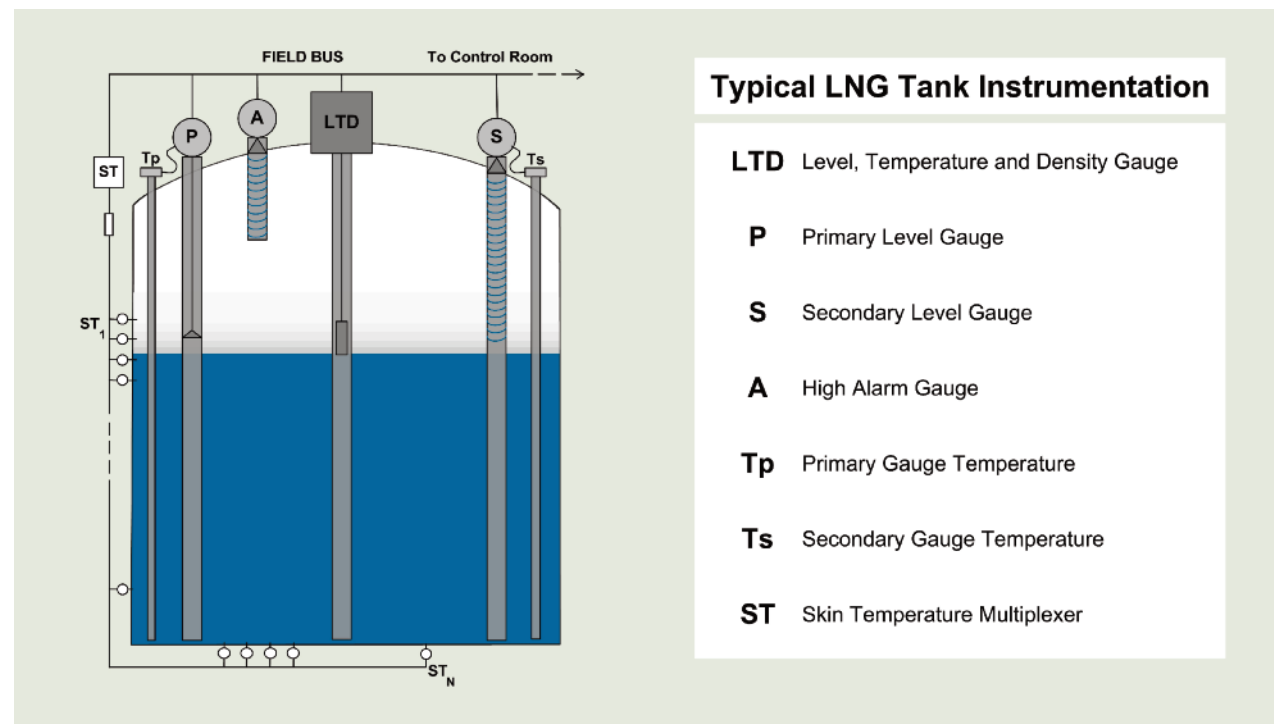 FIELD BUS
To Control Room
A
LTD
P
S
Tp
Ts
ST
ST1
STN
Typical LNG Tank Instrumentation
LTD Level, Temperature and Density Gauge
P Primary Level Gauge
S Secondary Level Gauge
A High Alarm Gauge
Tp Primary Gauge Temperature
Ts Secondary Gauge Temperature
ST Skin Temperature Multiplexer